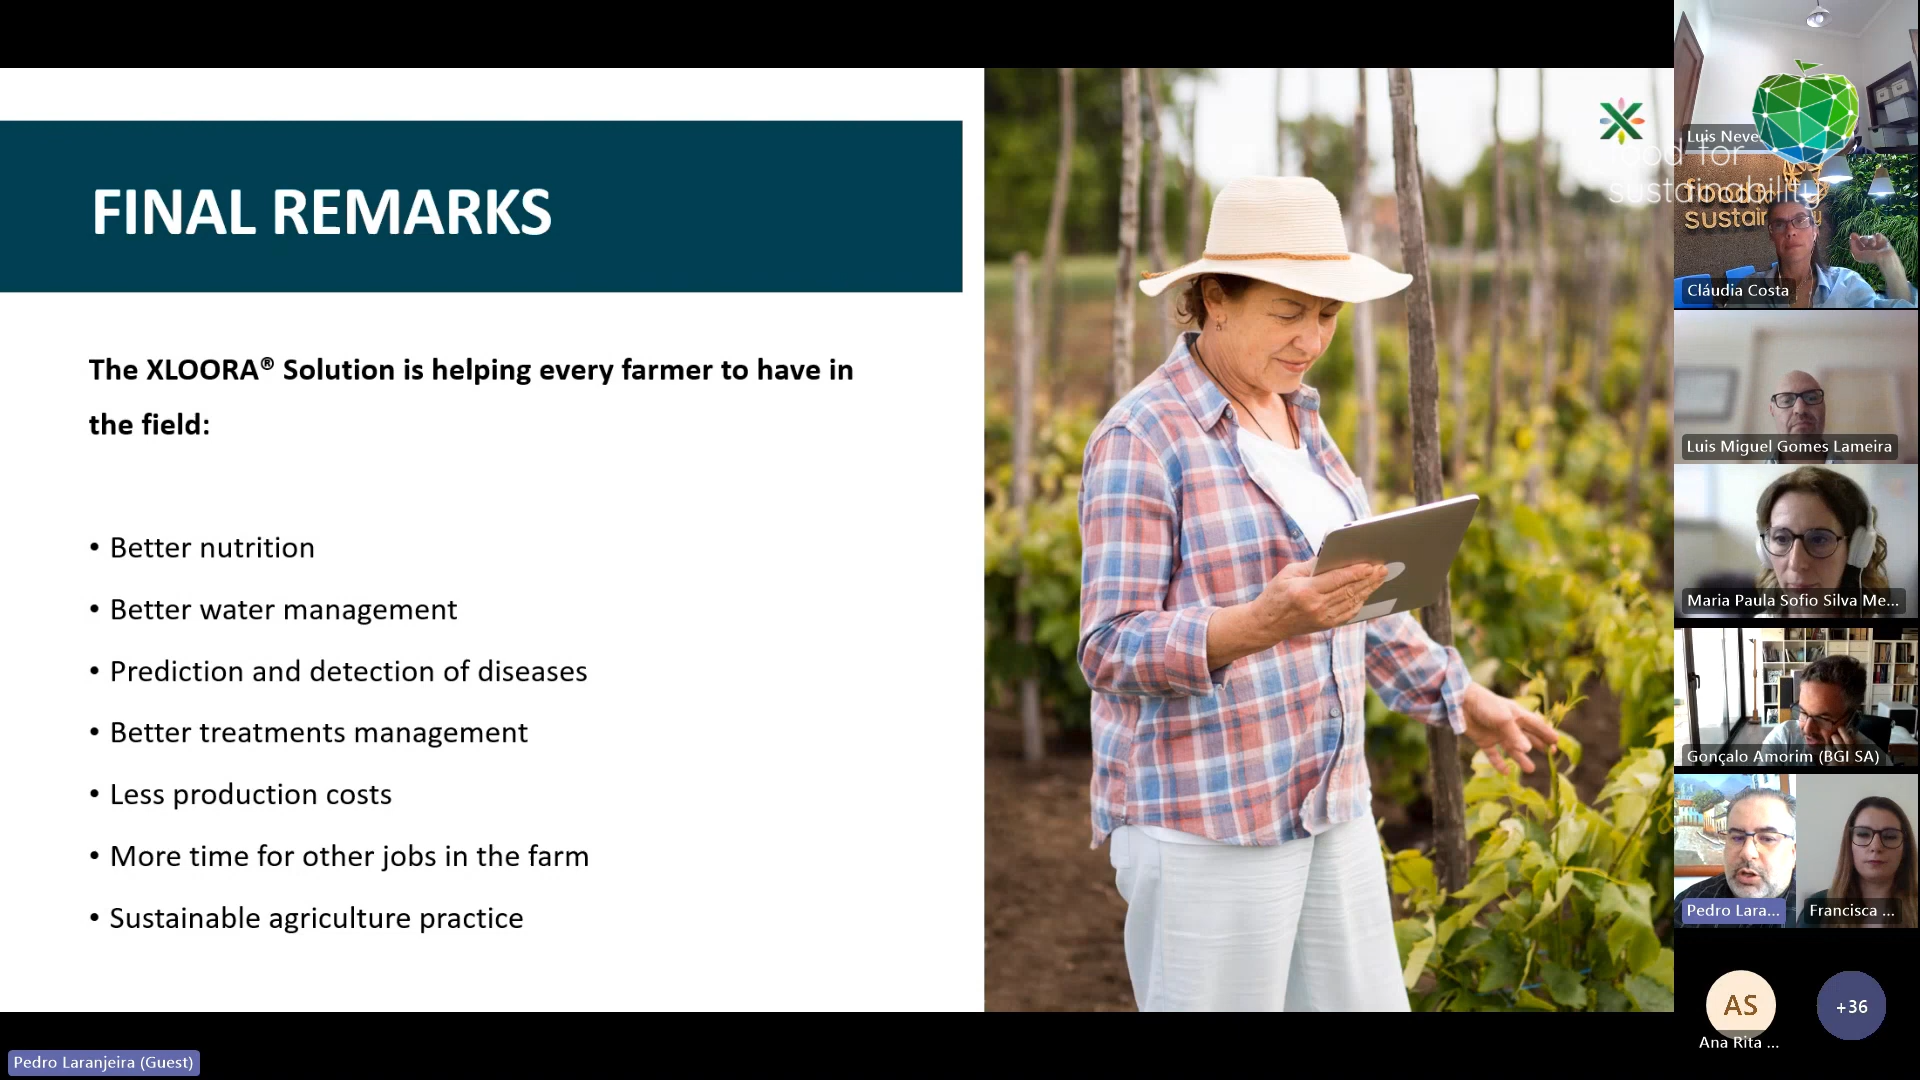 FINAL REMARKS
The XLOORA® Solution is helping every farmer to have in
the field:
• Better nutrition
• Better water management
• Prediction and detection of diseases
• Better treatments management
• Less production costs
• More time for other jobs in the farm
• Sustainable agriculture practice
Pedro Laranjeira (Guest)
Luis Neve
food for
sustainability
Cláudia Costa
Luis Miguel Gomes Lameira
Maria Paula Sofio Silva Me...
Gonçalo Amorim (BGI SA)
Pedro Lara...
Francisca ...
AS
+36
Ana Rita ...